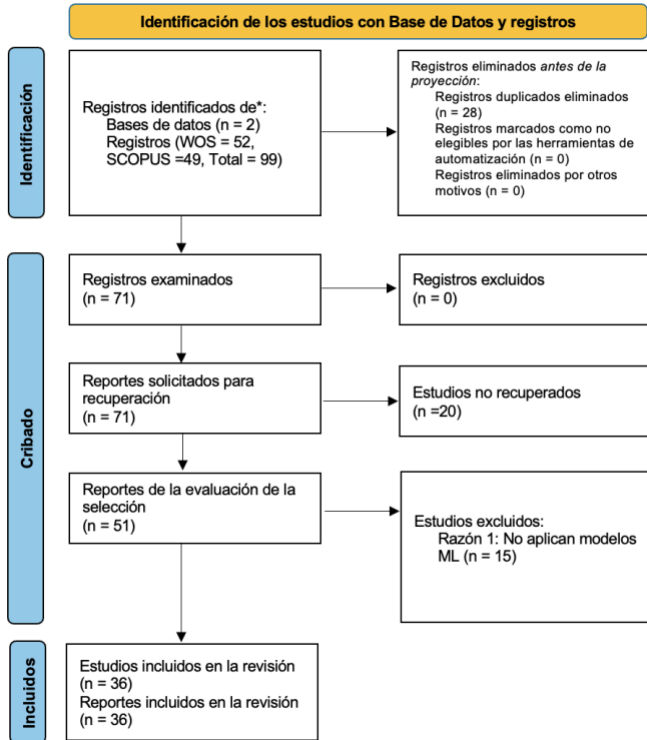 Identificación de los estudios con Base de Datos y registros
Identificación
Registros identificados de*:
Bases de datos (n = 2)
Registros (WOS = 52,
SCOPUS =49, Total = 99)
Registros eliminados antes de la
proyección:
Registros duplicados eliminados
(n = 28)
Registros marcados como no
elegibles por las herramientas de
automatización (n = 0)
Registros eliminados por otros
motivos (n = 0)
Cribado
Registros examinados
(n = 71)
Registros excluidos
(n = 0)
Reportes solicitados para
recuperación
(n = 71)
Estudios no recuperados
(n =20)
Reportes de la evaluación de la
selección
(n = 51)
Estudios excluidos:
Razón 1: No aplican modelos
ML (n = 15)
Incluidos
Estudios incluidos en la revisión
(n = 36)
Reportes incluidos en la revisión
(n = 36)